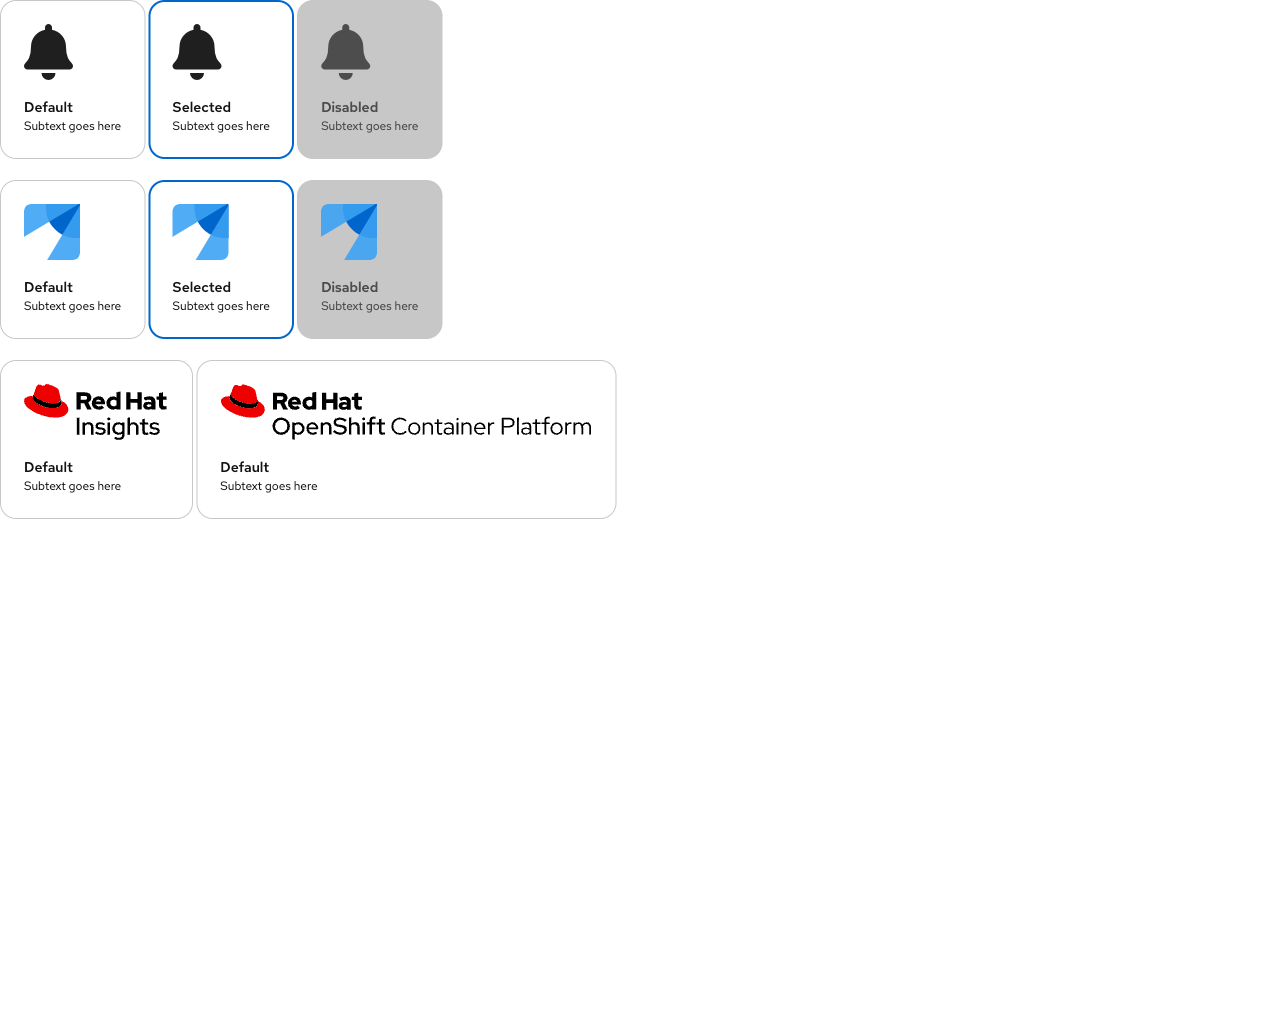 Default
Subtext goes here
Selected
Subtext goes here
Disabled
Subtext goes here
Default
Subtext goes here
Selected
Subtext goes here
Disabled
Subtext goes here
Red Hat
Insights
Default
Subtext goes here
Red Hat
OpenShift Container Platform
Default
Subtext goes here